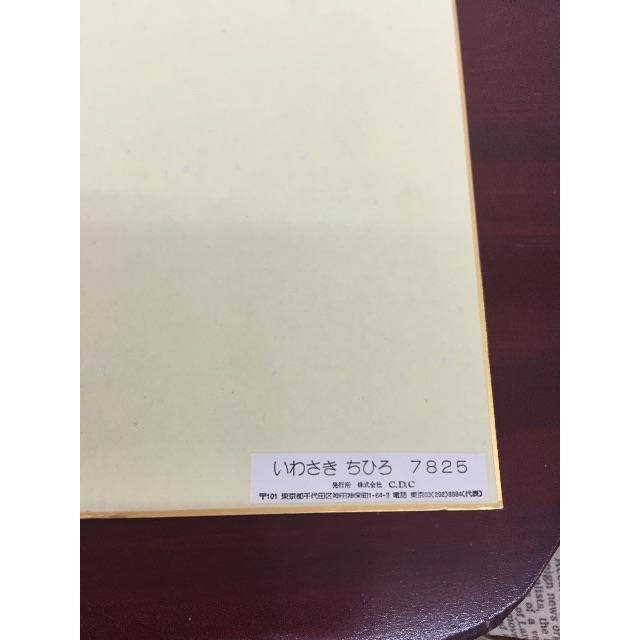 いわさき ちひろ 7825
発行所 株式会社 C.D.C
〒101 東京都千代田区神田神保町1-64-3 電話 東京03(292)8884(代表)
reign news